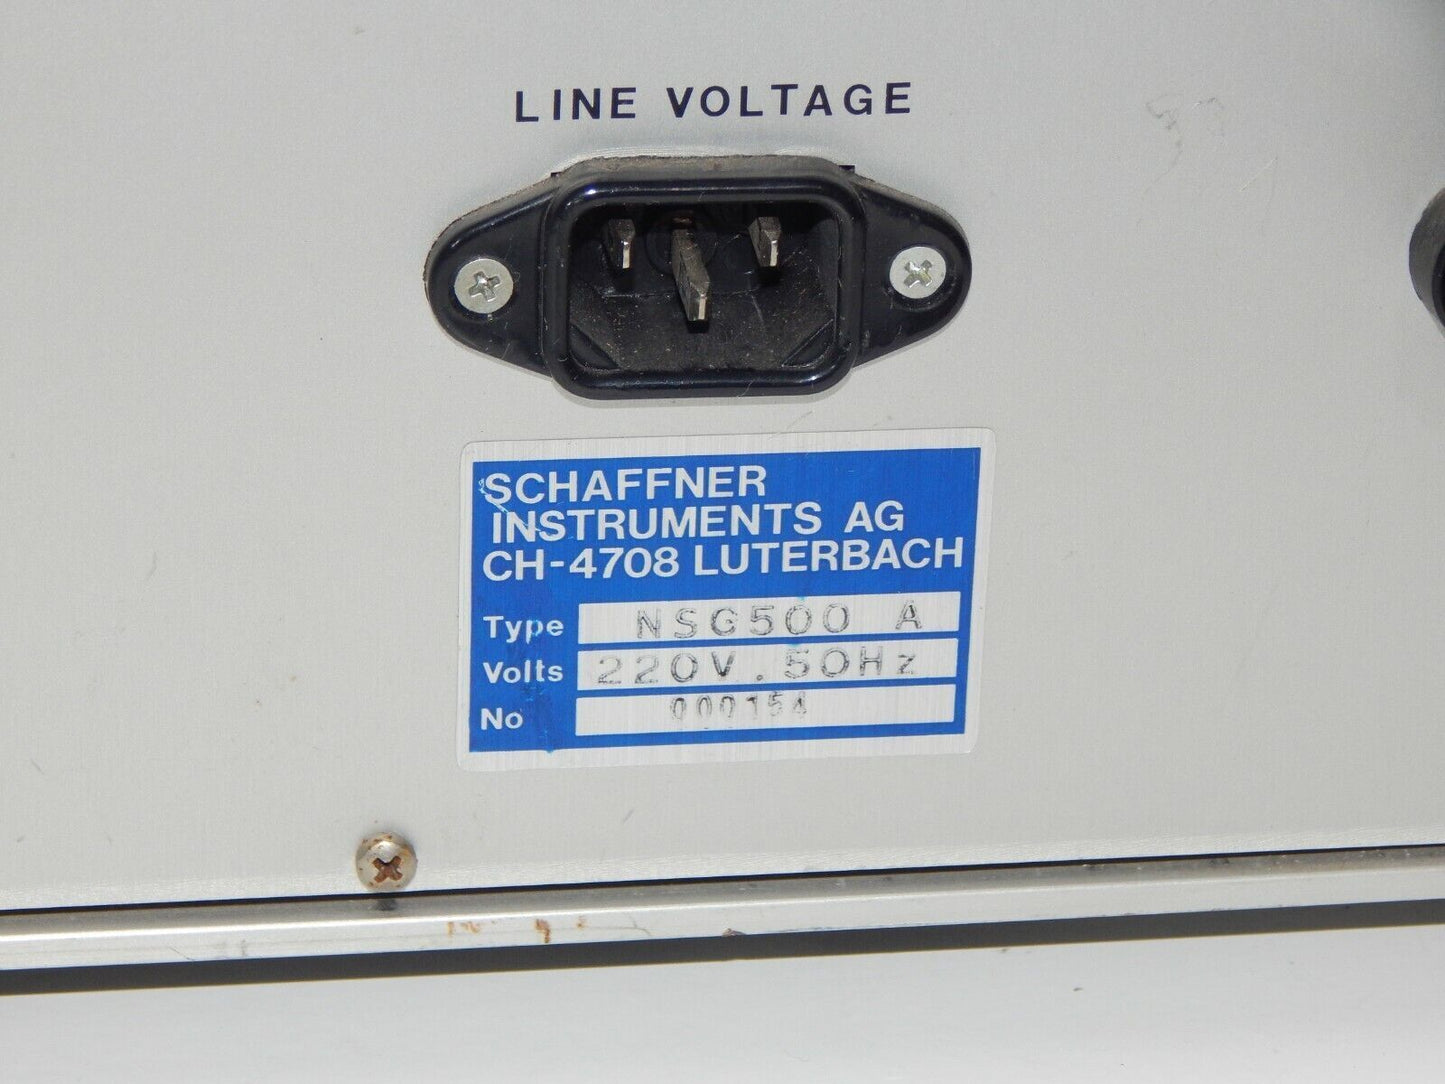 LINE VOLTAGE
SCHAFFNER
INSTRUMENTS AG
CH-4708 LUTERBACH
Type NSG500 A
Volts 220V.50Hz
No 000154